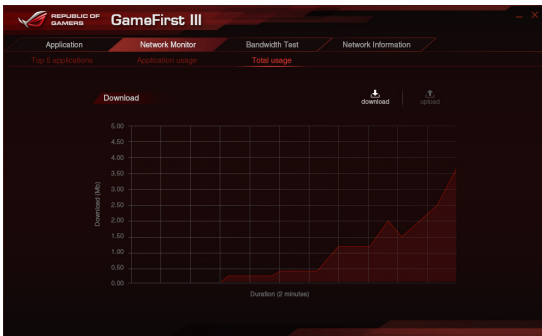 REPUBLIC OF
GAMERS
GameFirst III
Application Network Monitor Bandwidth Test Network Information
Top 5 applications Application usage Total usage
Download
download upload
5.00
4.50
4.00
3.50
3.00
2.50
2.00
1.50
1.00
0.50
0.00
Download (Mb)
Duration (2 minutes)